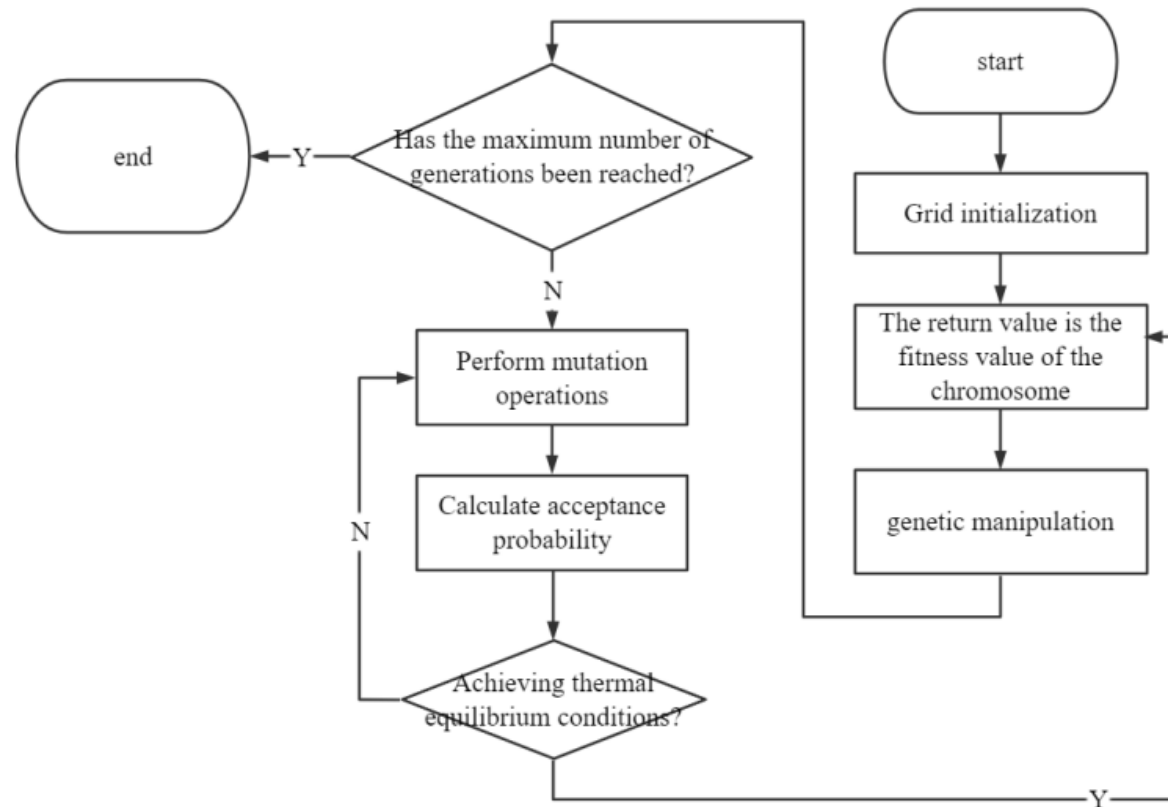 start
Grid initialization
The return value is the
fitness value of the
chromosome
genetic manipulation
Has the maximum number of
generations been reached?
Y
end
N
Perform mutation
operations
Calculate acceptance
probability
N
Achieving thermal
equilibrium conditions?
Y